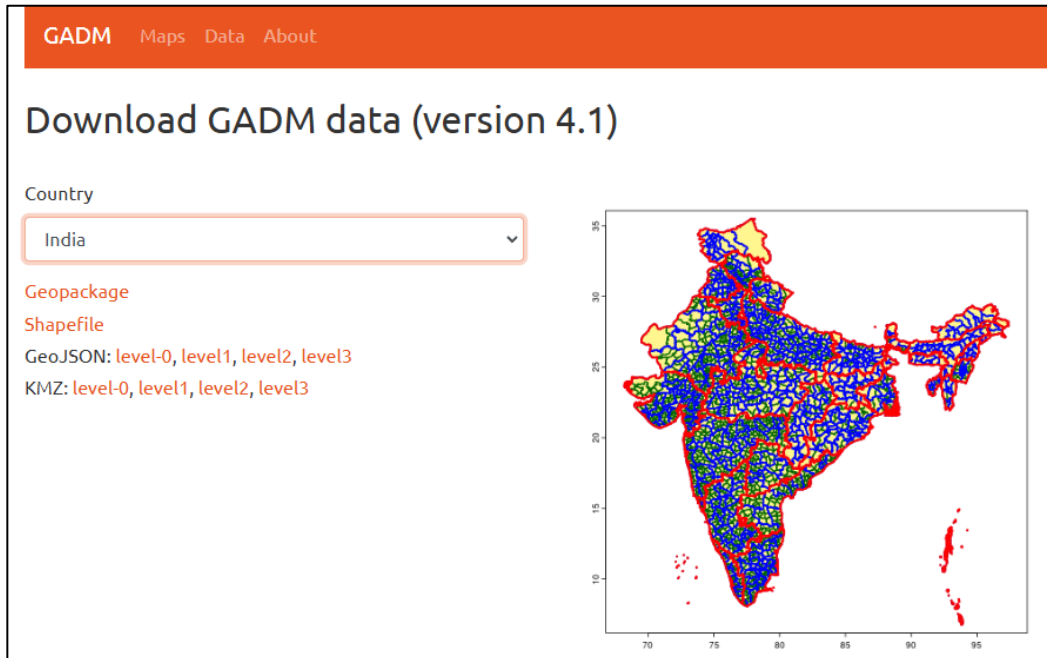 GADM Maps Data About
Download GADM data (version 4.1)
Country
India
Geopackage
Shapefile
GeoJSON: level-0, level1, level2, level3
KMZ: level-0, level1, level2, level3
35
30
25
20
15
10
70 75 80 85 90 95